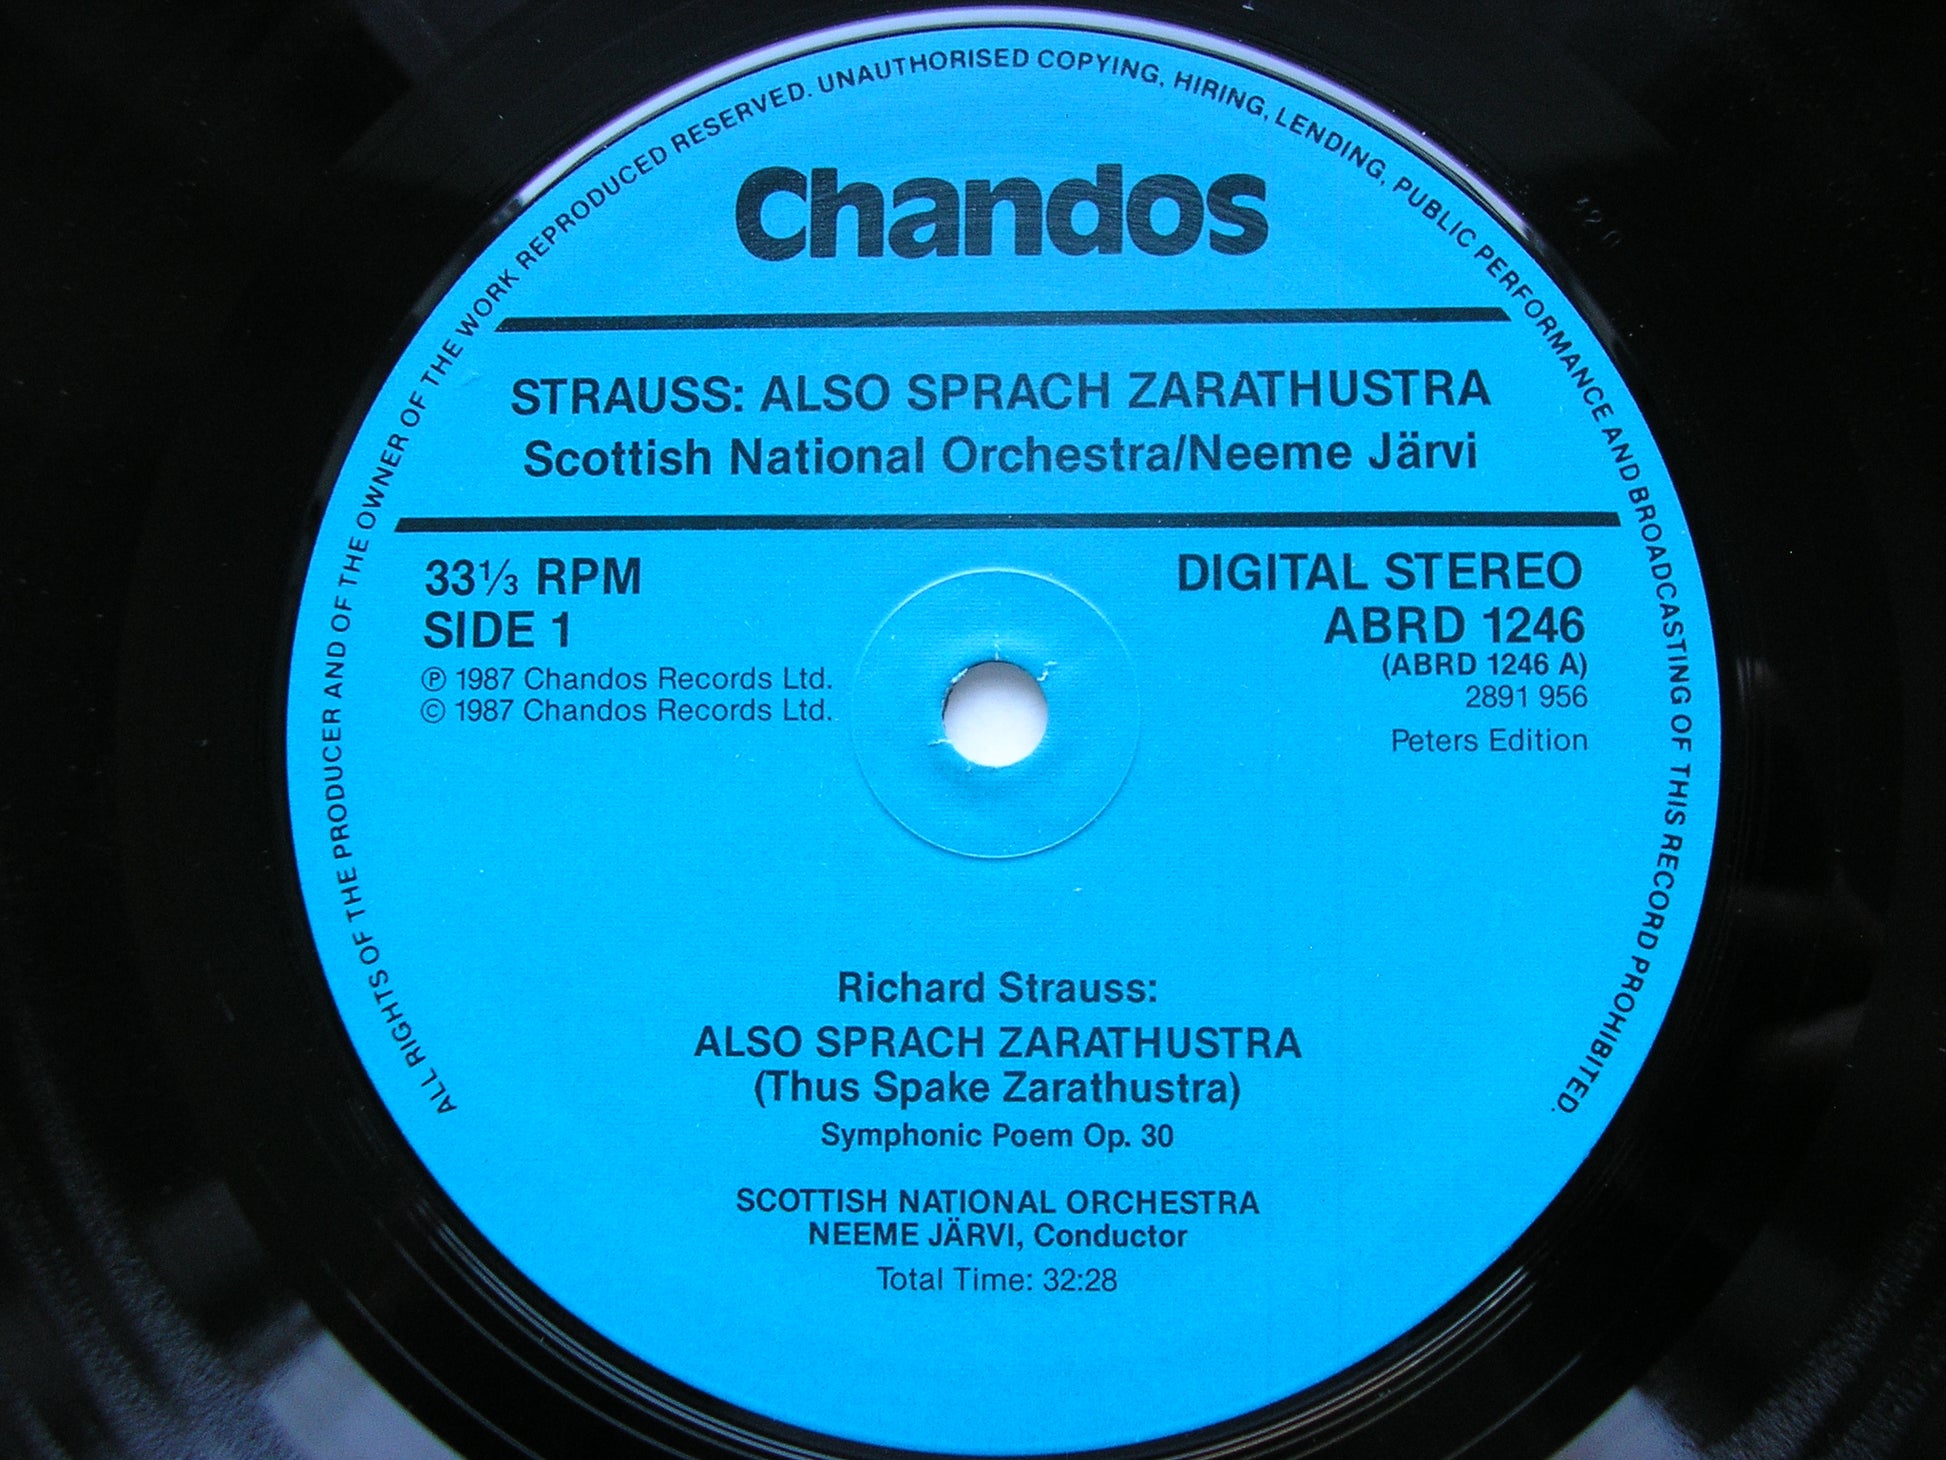 ALL RIGHTS OF THE PRODUCER AND OF THE OWNER OF THE WORK REPRODUCED RESERVED. UNAUTHORISED COPYING, HIRING, LENDING, PUBLIC PERFORMANCE AND BROADCASTING OF THIS RECORD PROHIBITED.
Chandos
STRAUSS: ALSO SPRACH ZARATHUSTRA
Scottish National Orchestra/Neeme Järvi
33⅓ RPM
SIDE 1
℗ 1987 Chandos Records Ltd.
© 1987 Chandos Records Ltd.
DIGITAL STEREO
ABRD 1246
(ABRD 1246 A)
2891 956
Peters Edition
Richard Strauss:
ALSO SPRACH ZARATHUSTRA
(Thus Spake Zarathustra)
Symphonic Poem Op. 30
SCOTTISH NATIONAL ORCHESTRA
NEEME JÄRVI, Conductor
Total Time: 32:28